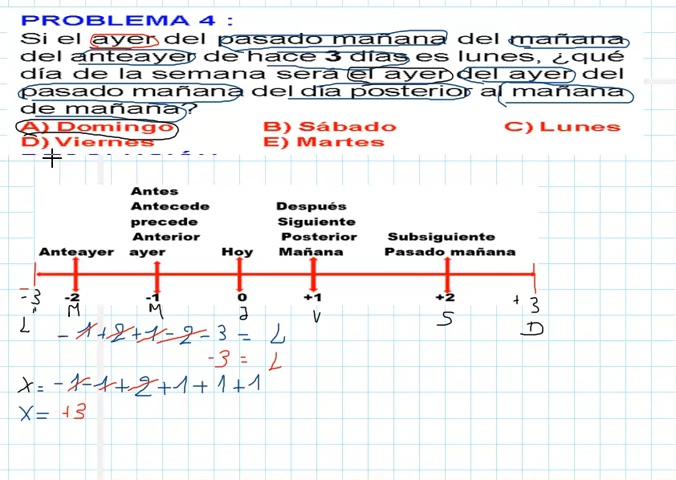 PROBLEMA 4 :
Si el ayer del pasado mañana del mañana
del anteayer de hace 3 días es lunes, ¿qué
día de la semana será el ayer del ayer del
pasado mañana del día posterior al mañana
de mañana?
A) Domingo B) Sábado C) Lunes
D) Viernes E) Martes
Antes
Antecede Después
precede Siguiente
Anterior Posterior Subsiguiente
Anteayer ayer Hoy Mañana Pasado mañana
-3 -2 -1 0 +1 +2 +3
L M M J V S D
-1+2+1-2-3 = L
-3 = L
X= -1-1+2+1+1+1
X= +3